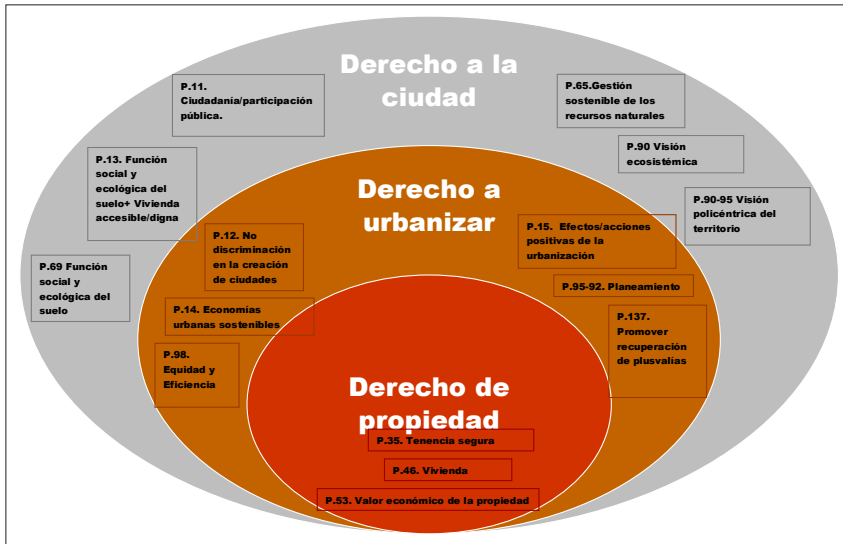 Derecho a la
ciudad
P.11.
Ciudadanía/participación
pública.
P.65.Gestión
sostenible de los
recursos naturales
P.90 Visión
ecosistémica
P.13. Función
social y
ecológica del
suelo+ Vivienda
accesible/digna
P.90-95 Visión
policéntrica del
territorio
P.69 Función
social y
ecológica del
suelo
Derecho a
urbanizar
P.12. No
discriminación
en la creación
de ciudades
P.15.  Efectos/acciones
positivas de la
urbanización
P.95-92. Planeamiento
P.14. Economías
urbanas sostenibles
P.137.
Promover
recuperación
de plusvalías
P.98.
Equidad y
Eficiencia
Derecho de
propiedad
P.35. Tenencia segura
P.46. Vivienda
P.53. Valor económico de la propiedad